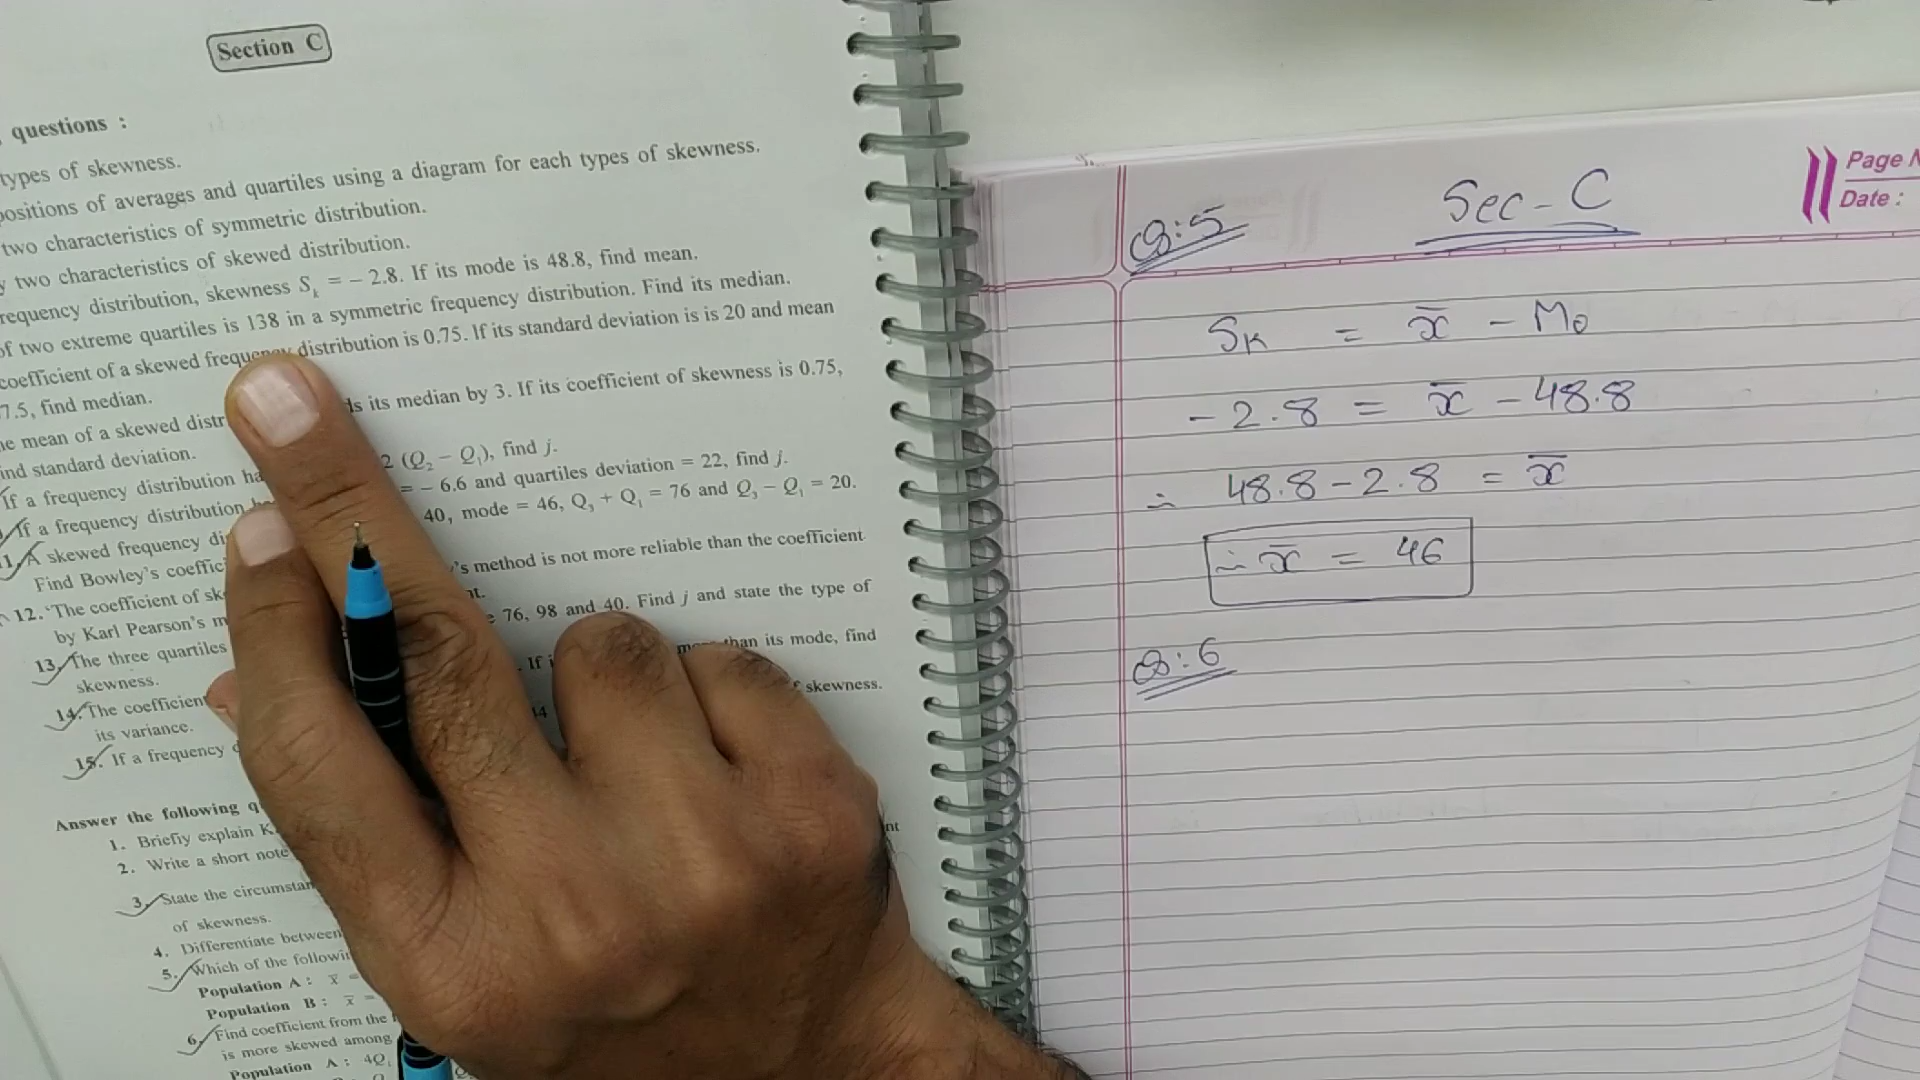 Section C
questions :
types of skewness.
positions of averages and quartiles using a diagram for each types of skewness.
two characteristics of symmetric distribution.
two characteristics of skewed distribution.
requency distribution, skewness Sk = − 2.8. If its mode is 48.8, find mean.
of two extreme quartiles is 138 in a symmetric frequency distribution. Find its median.
coefficient of a skewed frequency distribution is 0.75. If its standard deviation is is 20 and mean
7.5, find median.
he mean of a skewed distr ds its median by 3. If its coefficient of skewness is 0.75,
ind standard deviation.
If a frequency distribution ha 2 (Q2 − Q1), find j.
If a frequency distribution = − 6.6 and quartiles deviation = 22, find j.
1. A skewed frequency di 40, mode = 46, Q3 + Q1 = 76 and Q3 − Q1 = 20.
Find Bowley's coeffic
12. 'The coefficient of sk 's method is not more reliable than the coefficient
by Karl Pearson's m nt.
13. The three quartiles 76, 98 and 40. Find j and state the type of
skewness.
14. The coefficient . If i than its mode, find
its variance.
15. If a frequency 14 f skewness.
Answer the following q
1. Briefiy explain K
2. Write a short note
3. State the circumstan
of skewness.
4. Differentiate between
5. Which of the followi
Population A : x̄ =
Population B : x̄ =
6. Find coefficient from the
is more skewed among
Population A : 4Q
Page N
Date :
Sec - C
Q:5
SK = x̄ − Mo
−2.8 = x̄ − 48.8
∴ 48.8 − 2.8 = x̄
∴ x̄ = 46
Q:6